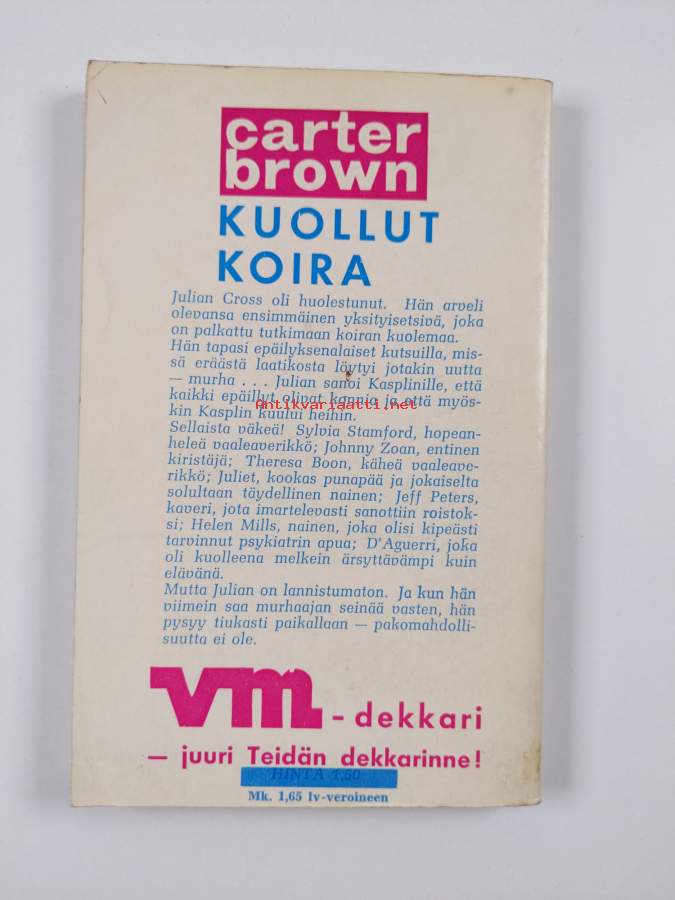 carter
brown
KUOLLUT
KOIRA
Julian Cross oli huolestunut. Hän arveli
olevansa ensimmäinen yksityisetsivä, joka
on palkattu tutkimaan koiran kuolemaa.
Hän tapasi epäilyksenalaiset kutsuilla, mis-
sä eräästä laatikosta löytyi jotakin uutta
— murha . . . Julian sanoi Kasplinille, että
kaikki epäillyt olivat kannia ja että myös-
Antikvariaatti.net
kin Kasplin kuului heihin.
Sellaista väkeä! Sylvia Stamford, hopean-
heleä vaaleaverikkö; Johnny Zoan, entinen
kiristäjä; Theresa Boon, käheä vaaleave-
rikkö; Juliet, kookas punapää ja jokaiselta
solultaan täydellinen nainen; Jeff Peters,
kaveri, jota imartelevasti sanottiin roistok-
si; Helen Mills, nainen, joka olisi kipeästi
tarvinnut psykiatrin apua; D'Aguerri, joka
oli kuolleena melkein ärsyttävämpi kuin
elävänä.
Mutta Julian on lannistumaton. Ja kun hän
viimein saa murhaajan seinää vasten, hän
pysyy tiukasti paikallaan — pakomahdolli-
suutta ei ole.
vm - dekkari
— juuri Teidän dekkarinne!
HINTA 1,50
Mk. 1,65 lv-veroineen